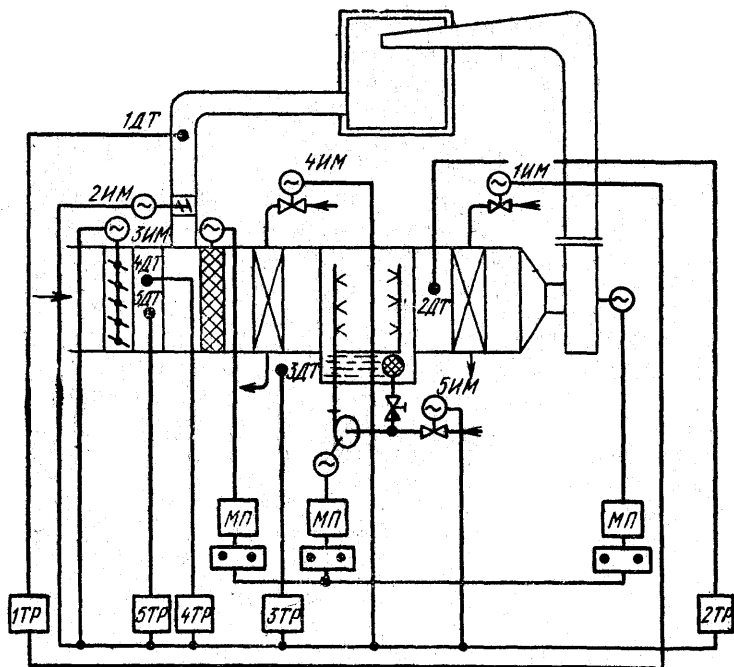 1ДТ
4ИМ
1ИМ
2ИМ
3ИМ
4ДТ
5ДТ
2ДТ
3ДТ
5ИМ
МП
МП
МП
1ТР
5ТР
4ТР
3ТР
2ТР